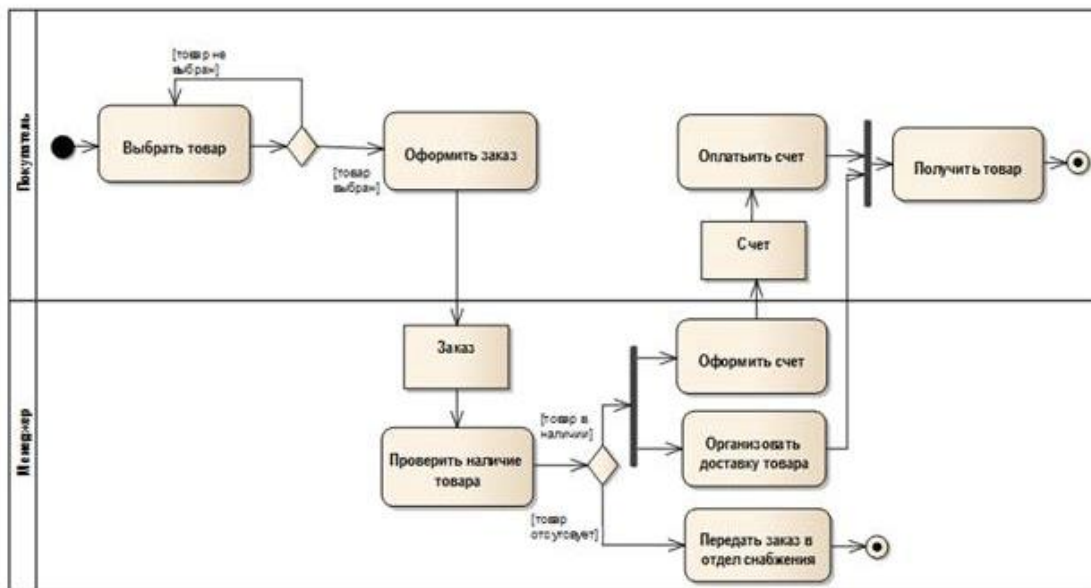 Покупатель
[товар не
выбран]
Выбрать товар
[товар
выбран]
Оформить заказ
Оплатьить счет
Получить товар
Счет
Менеджер
Заказ
Проверить наличие
товара
[товар в
наличии]
[товар
отсутсвует]
Оформить счет
Организовать
доставку товара
Передать заказ в
отдел снабжения